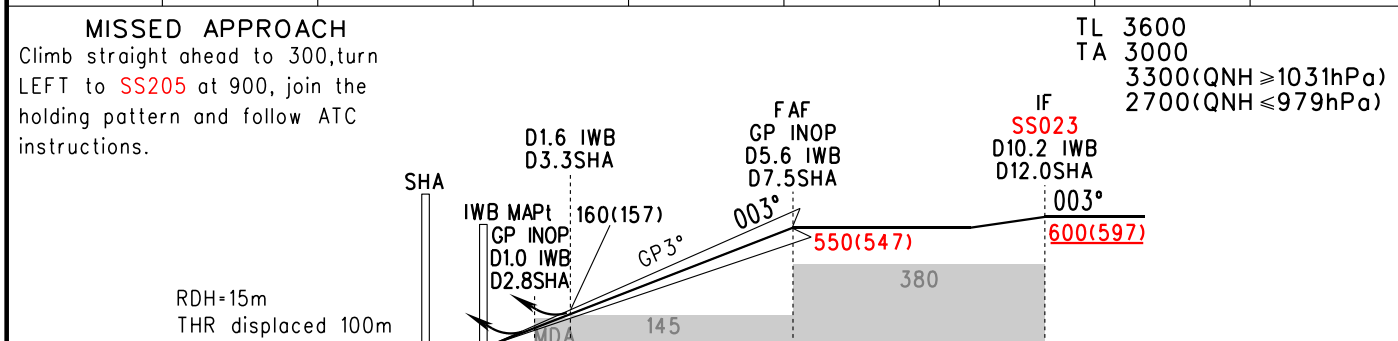 MISSED APPROACH
Climb straight ahead to 300,turn
LEFT to SS205 at 900, join the
holding pattern and follow ATC
instructions.
TL 3600
TA 3000
3300(QNH ≥1031hPa)
2700(QNH ≤979hPa)
D1.6 IWB
D3.3SHA
FAF
GP INOP
D5.6 IWB
D7.5SHA
IF
SS023
D10.2 IWB
D12.0SHA
SHA
IWB MAPt
GP INOP
D1.0 IWB
D2.8SHA
160(157)
GP3°
003°
003°
550(547)
600(597)
380
145
MDA
RDH=15m
THR displaced 100m